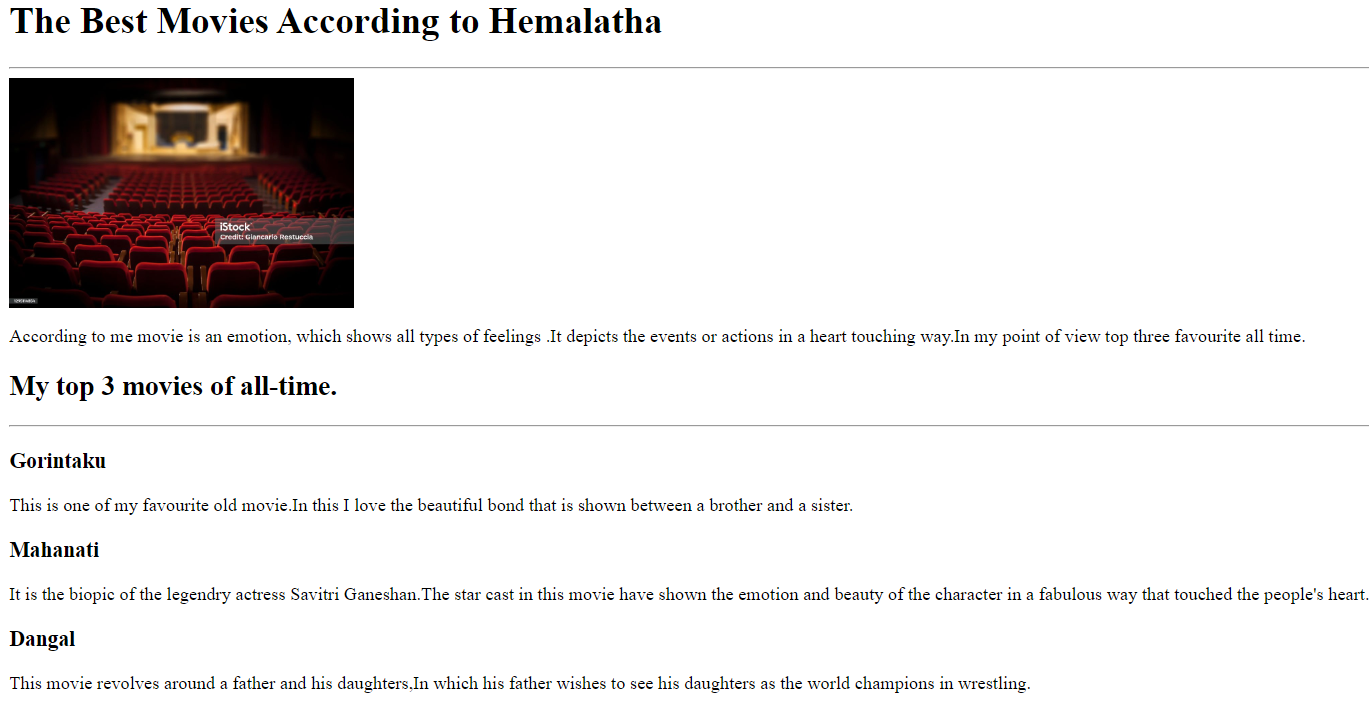 The Best Movies According to Hemalatha
iStock
Credit: Giancarlo Restuccia
According to me movie is an emotion, which shows all types of feelings .It depicts the events or actions in a heart touching way.In my point of view top three favourite all time.
My top 3 movies of all-time.
Gorintaku
This is one of my favourite old movie.In this I love the beautiful bond that is shown between a brother and a sister.
Mahanati
It is the biopic of the legendry actress Savitri Ganeshan.The star cast in this movie have shown the emotion and beauty of the character in a fabulous way that touched the people's heart.
Dangal
This movie revolves around a father and his daughters,In which his father wishes to see his daughters as the world champions in wrestling.